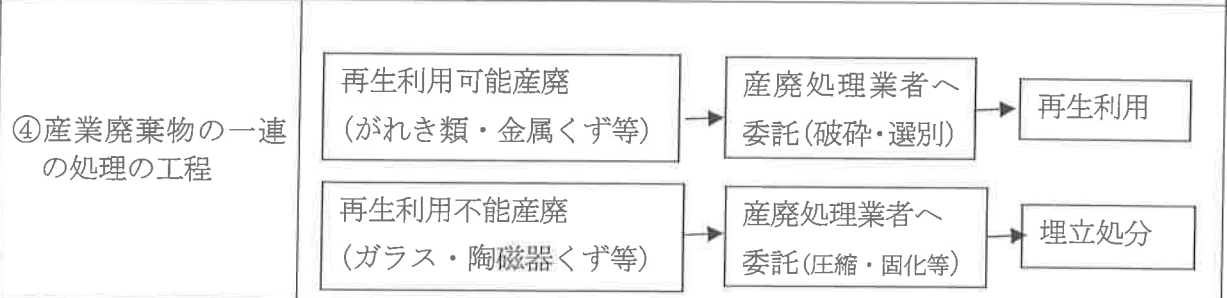 ④産業廃棄物の一連
の処理の工程
再生利用可能産廃
(がれき類・金属くず等)
産廃処理業者へ
委託(破砕・選別)
再生利用
再生利用不能産廃
(ガラス・陶磁器くず等)
産廃処理業者へ
委託(圧縮・固化等)
埋立処分